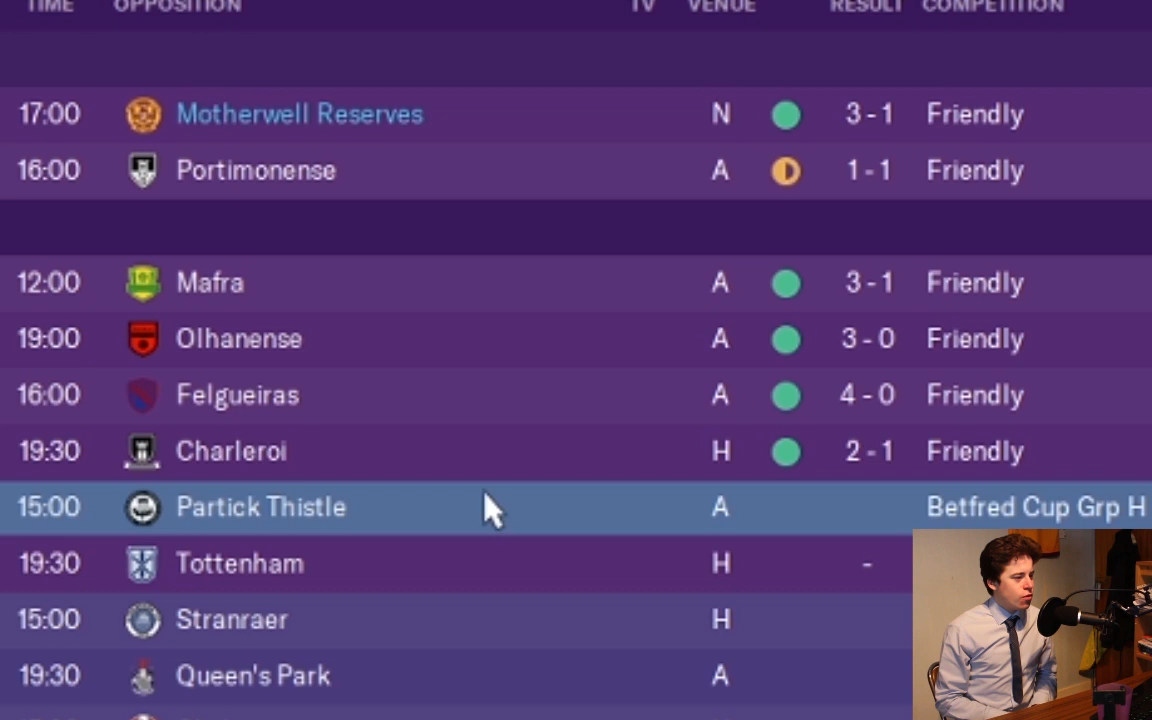 TIME OPPOSITION TV VENUE RESULT COMPETITION
17:00 Motherwell Reserves N 3 - 1 Friendly
16:00 Portimonense A 1 - 1 Friendly
12:00 Mafra A 3 - 1 Friendly
19:00 Olhanense A 3 - 0 Friendly
16:00 Felgueiras A 4 - 0 Friendly
19:30 Charleroi H 2 - 1 Friendly
15:00 Partick Thistle A Betfred Cup Grp H
19:30 Tottenham H -
15:00 Stranraer H
19:30 Queen's Park A